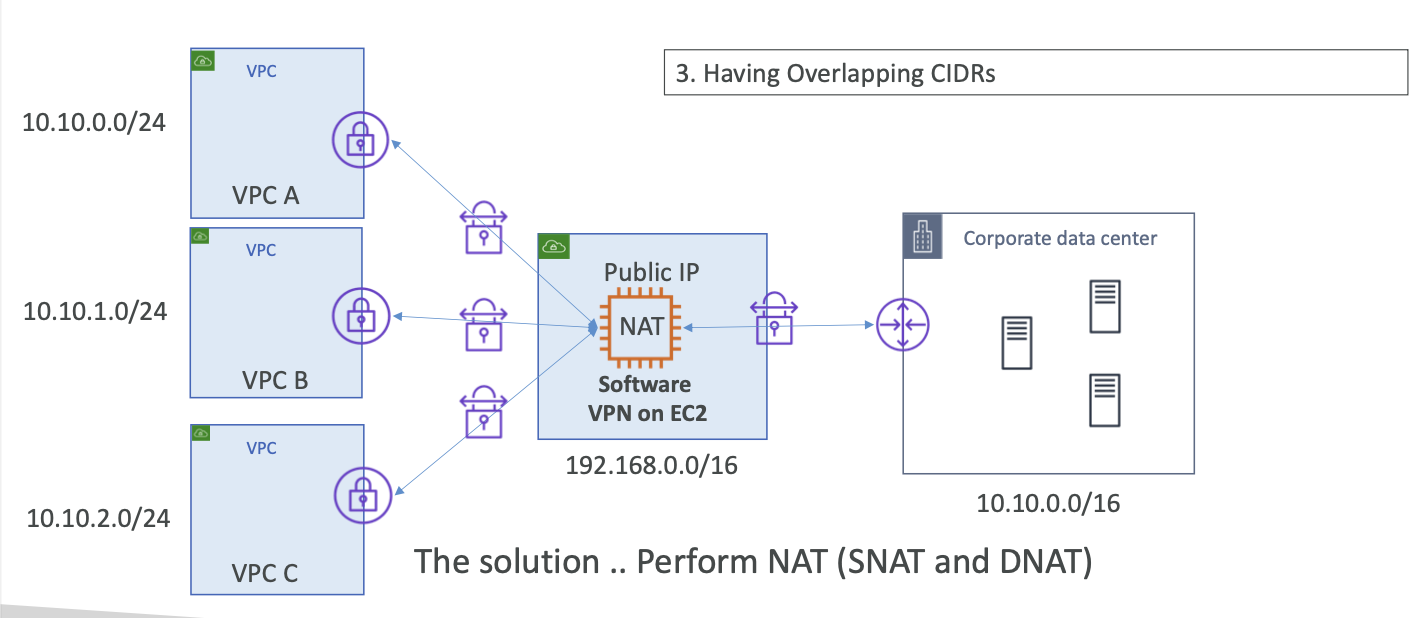 3. Having Overlapping CIDRs
VPC
10.10.0.0/24
VPC A
VPC
10.10.1.0/24
VPC B
VPC
10.10.2.0/24
VPC C
Public IP
NAT
Software
VPN on EC2
192.168.0.0/16
Corporate data center
10.10.0.0/16
The solution .. Perform NAT (SNAT and DNAT)